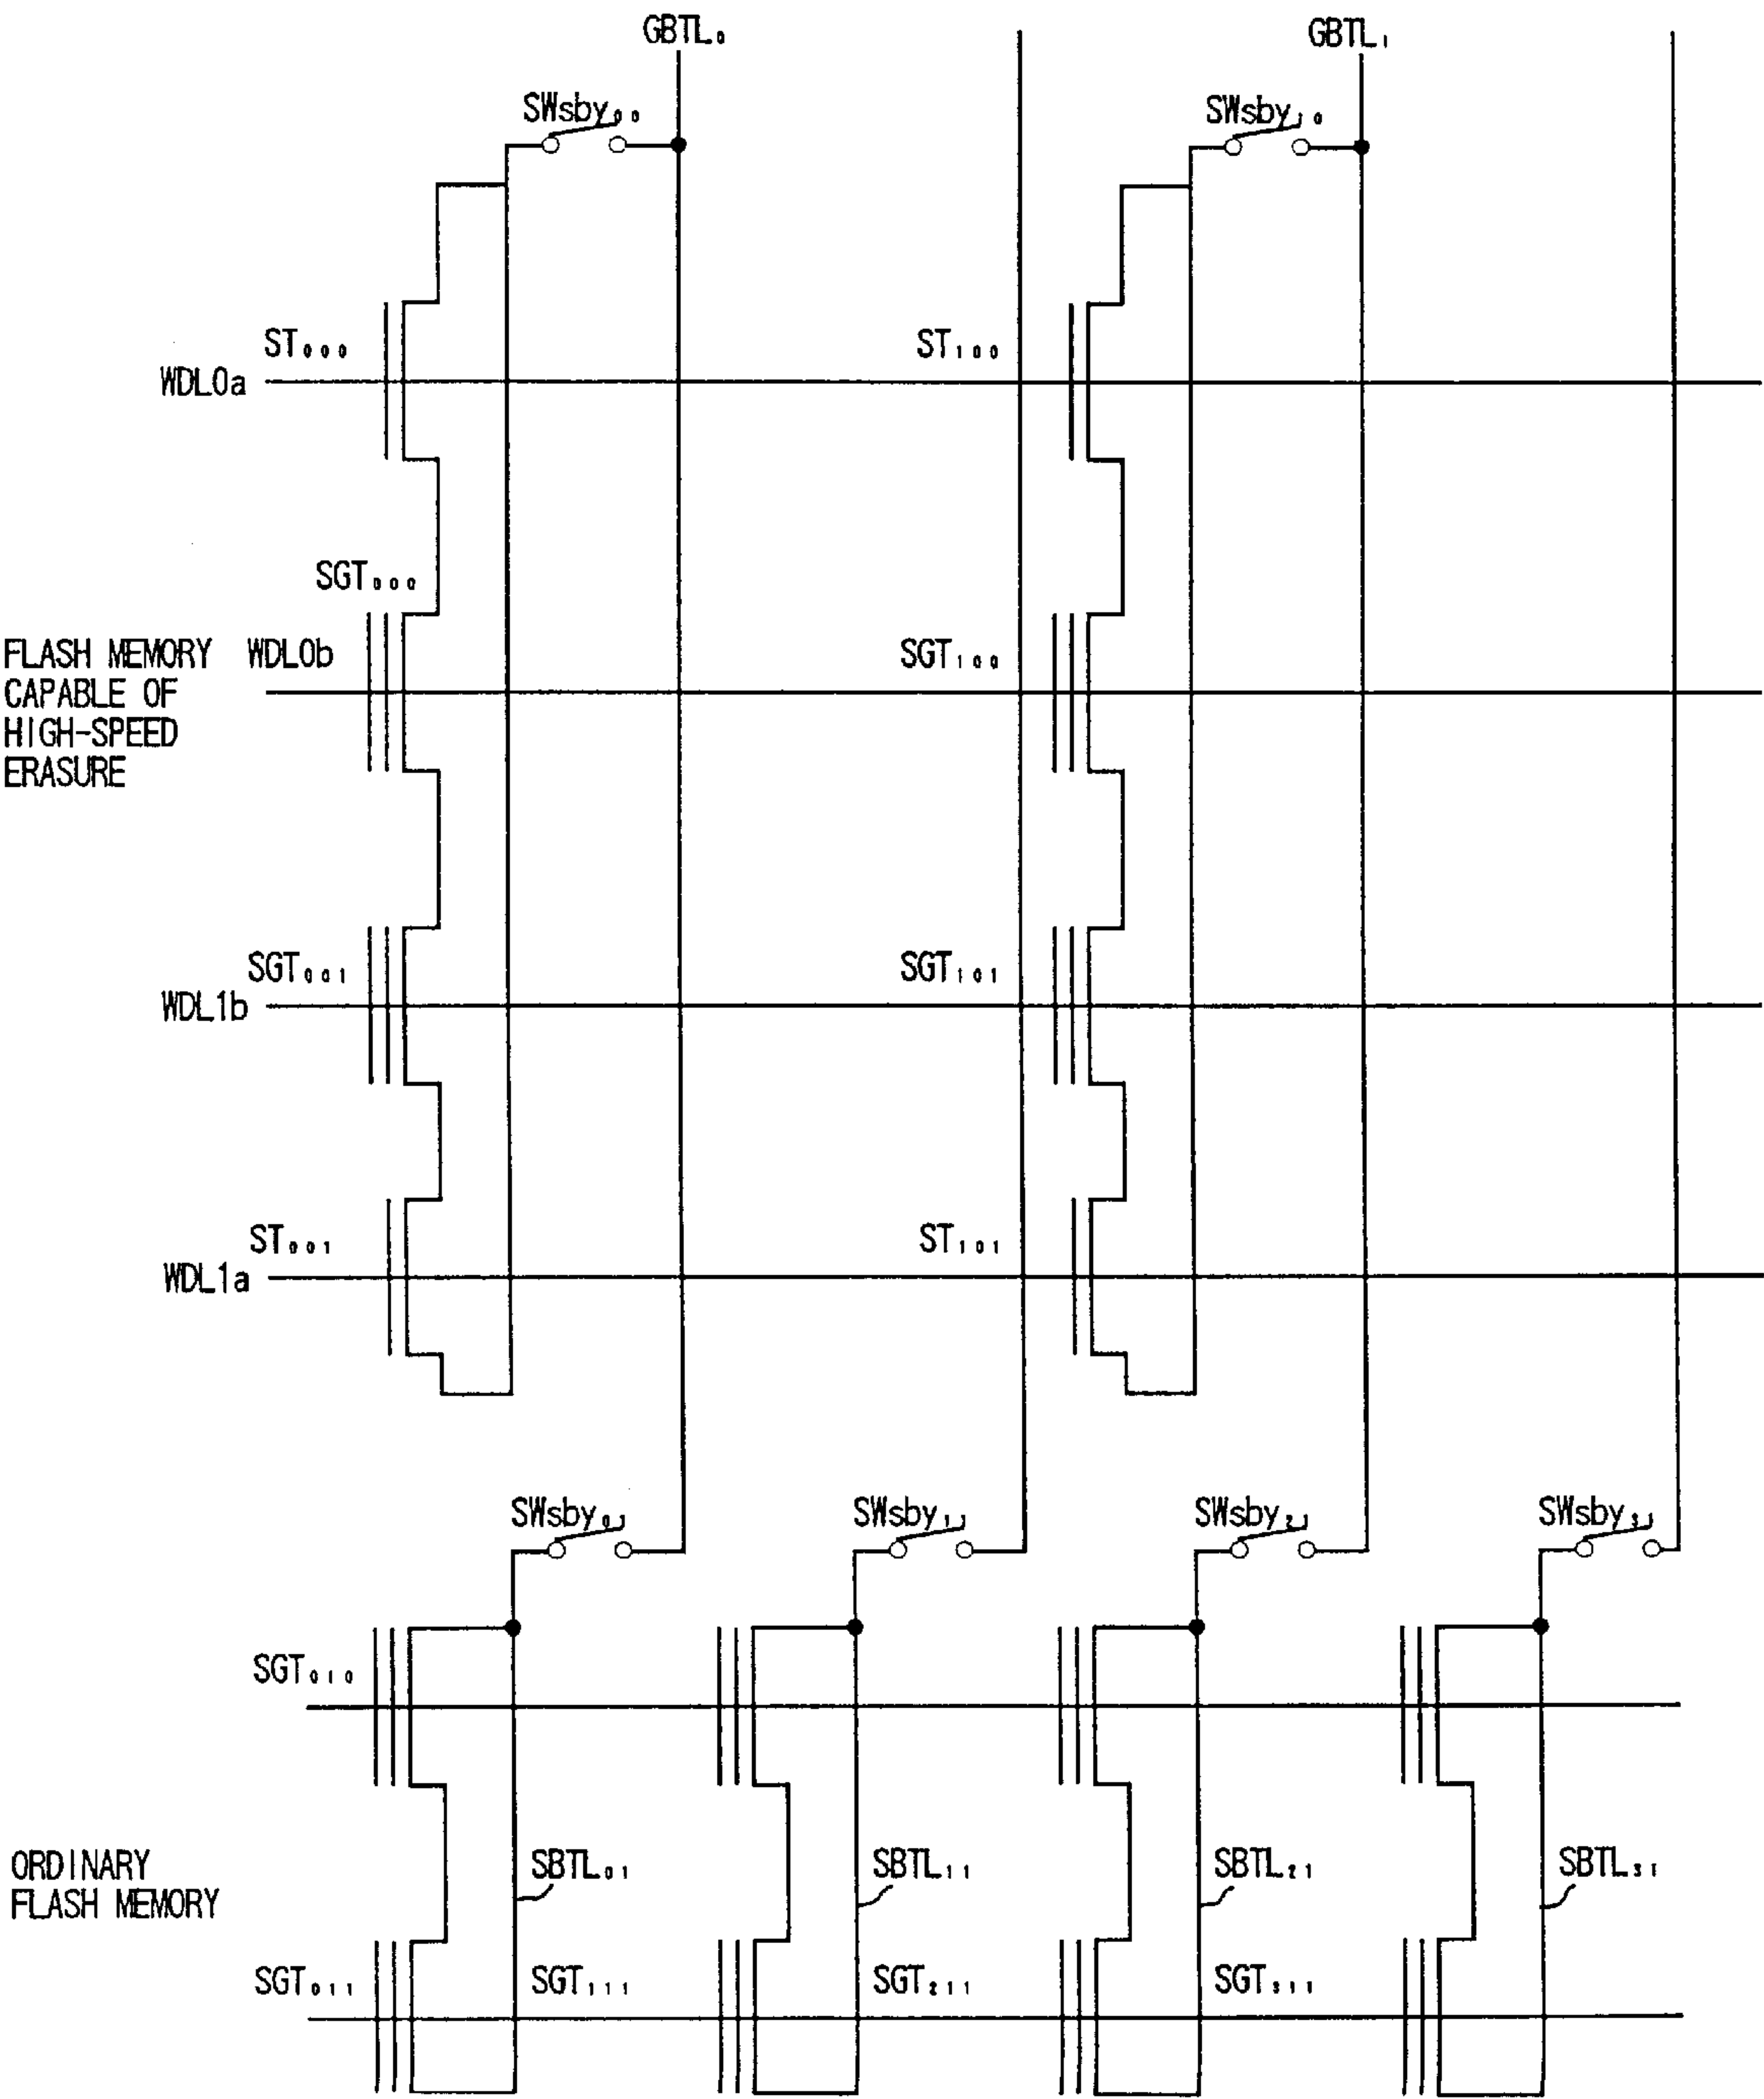 GBTL₀
GBTL₁
SWsby₀₀
SWsby₁₀
ST₀₀₀
ST₁₀₀
WDL0a
SGT₀₀₀
FLASH MEMORY
CAPABLE OF
HIGH-SPEED
ERASURE
WDL0b
SGT₁₀₀
SGT₀₀₁
SGT₁₀₁
WDL1b
ST₀₀₁
ST₁₀₁
WDL1a
SWsby₀₁
SWsby₁₁
SWsby₂₁
SWsby₃₁
SGT₀₁₀
ORDINARY
FLASH MEMORY
SBTL₀₁
SBTL₁₁
SBTL₂₁
SBTL₃₁
SGT₀₁₁
SGT₁₁₁
SGT₂₁₁
SGT₃₁₁